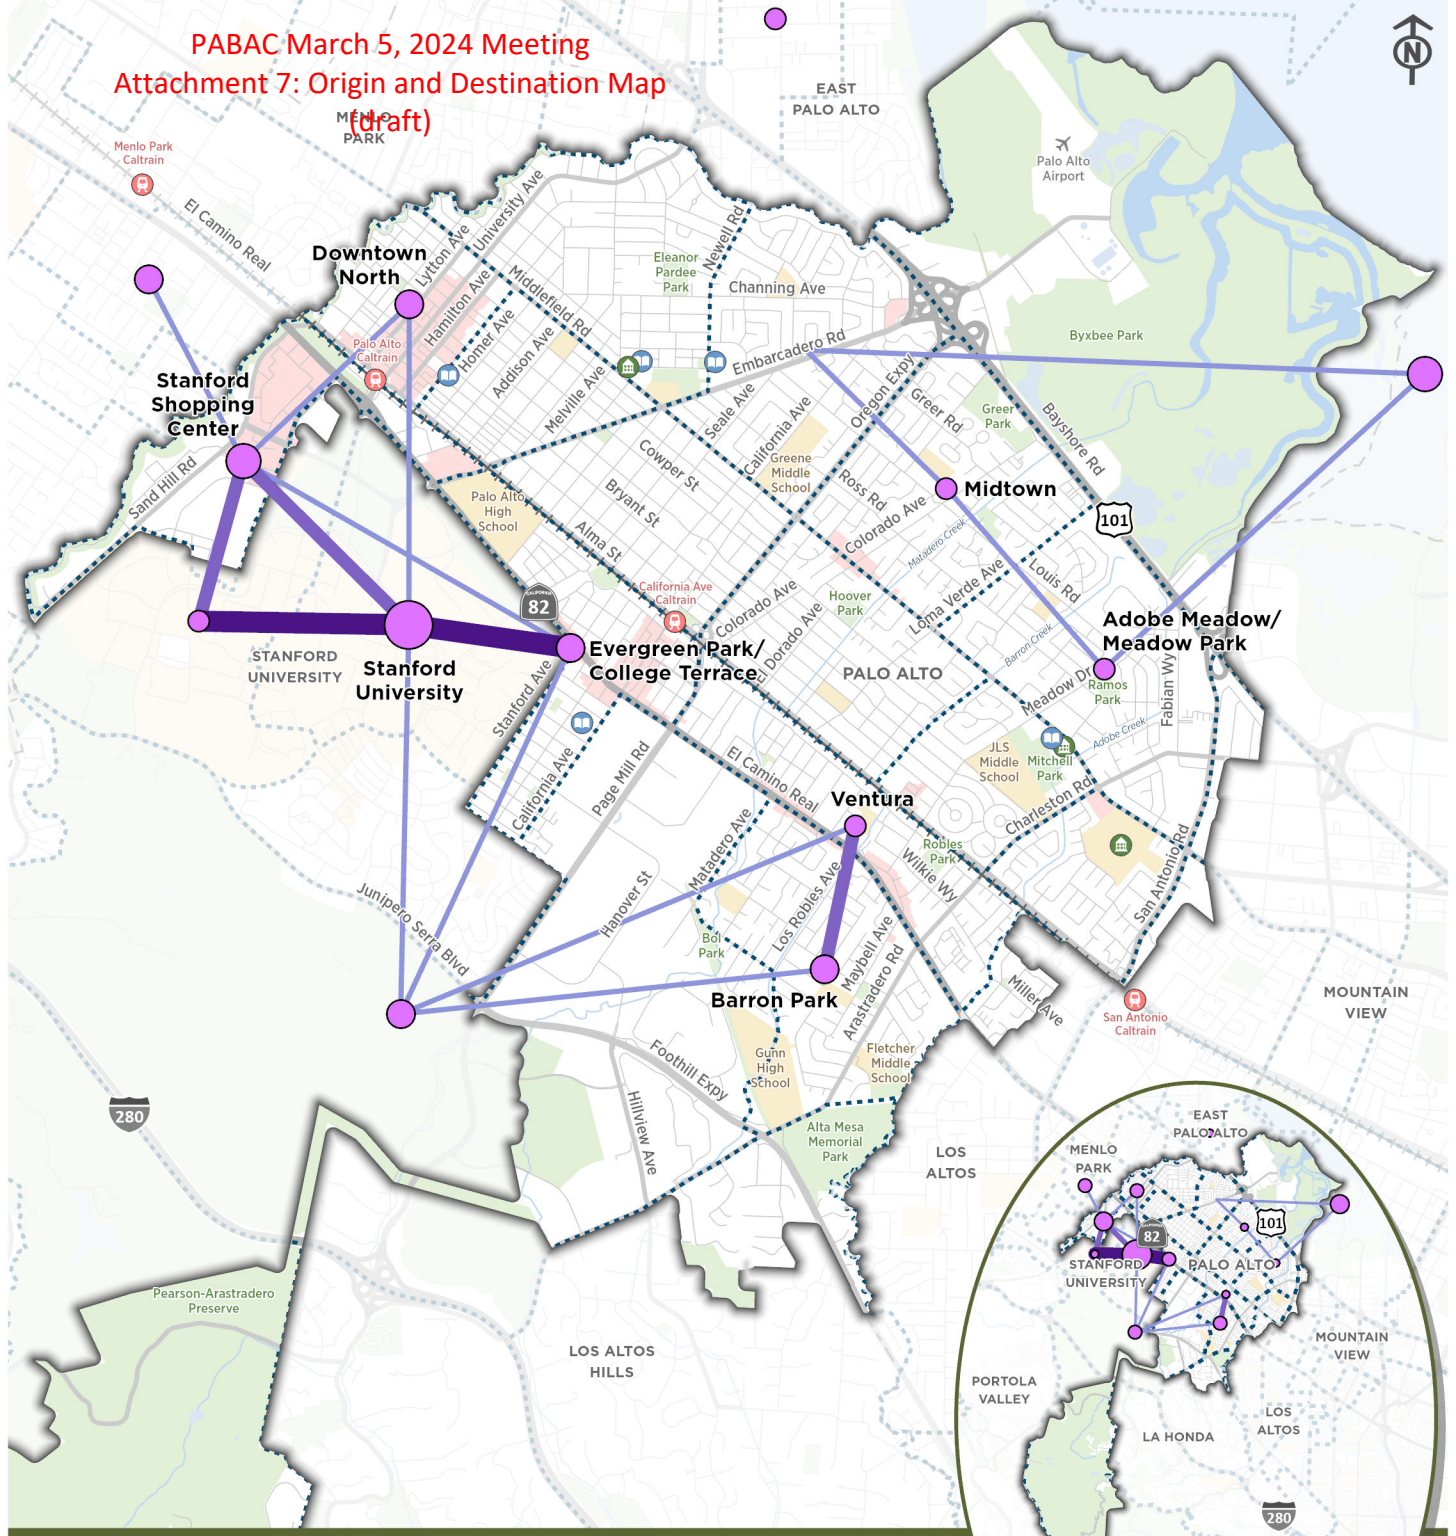 PABAC March 5, 2024 Meeting
Attachment 7: Origin and Destination Map
(draft)
MENLO
PARK
EAST
PALO ALTO
N
Menlo Park
Caltrain
El Camino Real
Palo Alto
Airport
Downtown
North
Lytton Ave
University Ave
Hamilton Ave
Middlefield Rd
Newell Rd
Eleanor
Pardee
Park
Channing Ave
Homer Ave
Addison Ave
Palo Alto
Caltrain
Byxbee Park
Embarcadero Rd
Stanford
Shopping
Center
Melville Ave
Seale Ave
California Ave
Oregon Expy
Greer Rd
Greer
Park
Bayshore Rd
Sand Hill Rd
Palo Alto
High
School
Cowper St
Bryant St
Greene
Middle
School
Ross Rd
Colorado Ave
Midtown
101
Alma St
Matadero Creek
California Ave
Caltrain
CALIFORNIA
82
Colorado Ave
El Dorado Ave
Hoover
Park
Loma Verde Ave
Louis Rd
Barron Creek
Adobe Meadow/
Meadow Park
STANFORD
UNIVERSITY
Stanford
University
Evergreen Park/
College Terrace
PALO ALTO
Stanford Ave
Meadow Dr
Ramos
Park
Fabian Wy
Adobe Creek
California Ave
Page Mill Rd
El Camino Real
JLS
Middle
School
Mitchell
Park
Charleston Rd
Ventura
Matadero Ave
Robles
Park
Wilkie Wy
San Antonio Rd
Junipero Serra Blvd
Hanover St
Los Robles Ave
Bol
Park
Maybell Ave
Arastradero Rd
Barron Park
Miller Ave
San Antonio
Caltrain
MOUNTAIN
VIEW
Foothill Expy
Gunn
High
School
Fletcher
Middle
School
280
Hillview Ave
Alta Mesa
Memorial
Park
LOS
ALTOS
Pearson-Arastradero
Preserve
LOS ALTOS
HILLS
EAST
PALO ALTO
MENLO
PARK
101
CALIFORNIA
82
STANFORD
UNIVERSITY
PALO ALTO
MOUNTAIN
VIEW
PORTOLA
VALLEY
LOS
ALTOS
LA HONDA
280